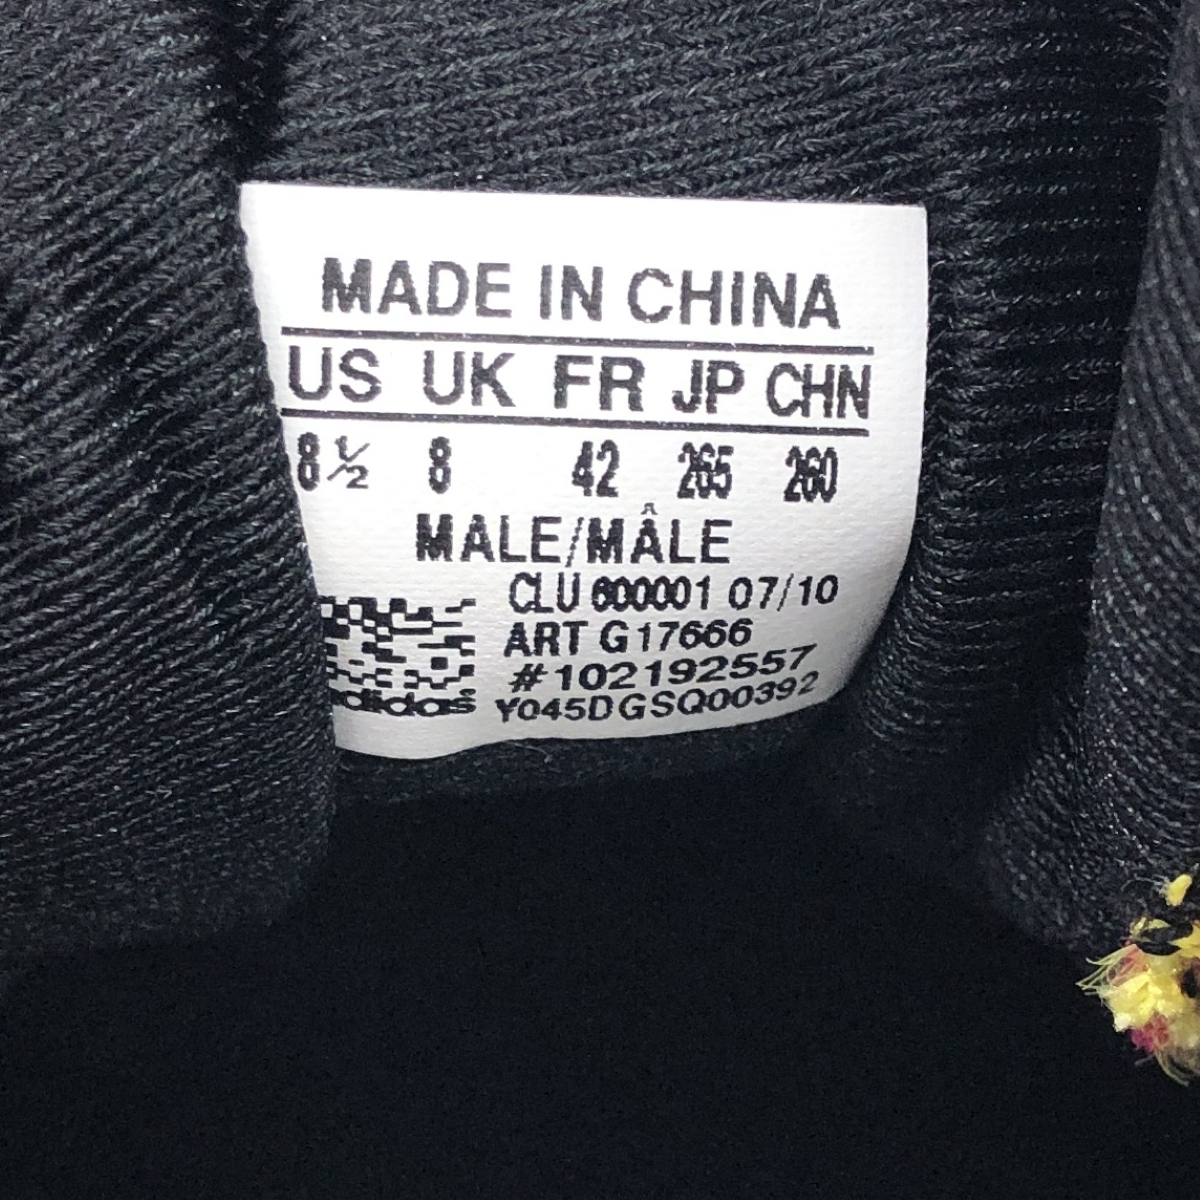 MADE IN CHINA
US UK FR JP CHN
8½ 8 42 265 260
MALE/MÂLE
CLU 600001 07/10
ART G17666
#102192557
adidas Y045DGSQ00392